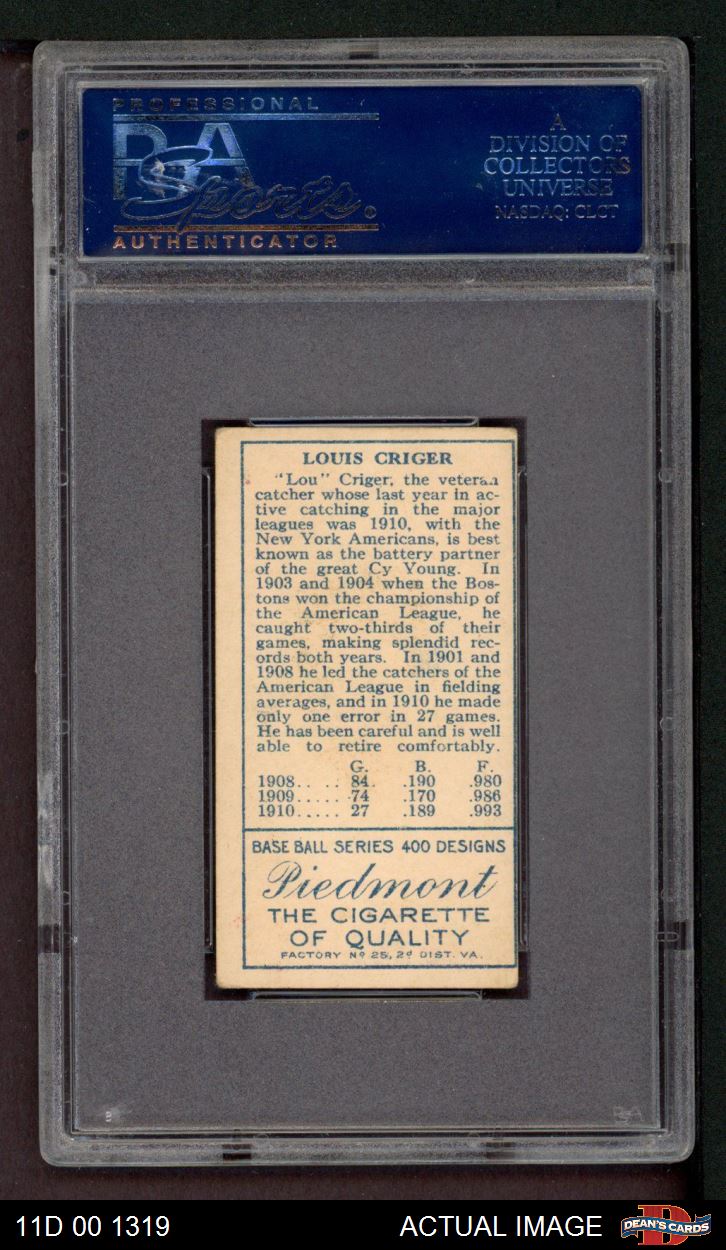 PROFESSIONAL
PSA
Sports
AUTHENTICATOR
A
DIVISION OF
COLLECTORS
UNIVERSE
NASDAQ: CLCT
LOUIS CRIGER
"Lou" Criger, the veteran
catcher whose last year in ac-
tive catching in the major
leagues was 1910, with the
New York Americans, is best
known as the battery partner
of the great Cy Young. In
1903 and 1904 when the Bos-
tons won the championship of
the American League, he
caught two-thirds of their
games, making splendid rec-
ords both years. In 1901 and
1908 he led the catchers of the
American League in fielding
averages, and in 1910 he made
only one error in 27 games.
He has been careful and is well
able to retire comfortably.
G. B. F.
1908..... 84 .190 .980
1909..... 74 .170 .986
1910..... 27 .189 .993
BASE BALL SERIES 400 DESIGNS
Piedmont
THE CIGARETTE
OF QUALITY
FACTORY Nº 25, 2d DIST. VA.
PSA
11D 00 1319 ACTUAL IMAGE DEAN'S CARDS